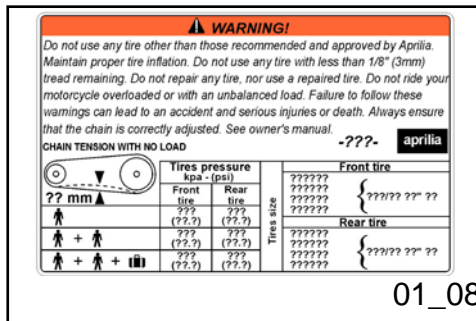 WARNING!
Do not use any tire other than those recommended and approved by Aprilia.
Maintain proper tire inflation. Do not use any tire with less than 1/8" (3mm)
tread remaining. Do not repair any tire, nor use a repaired tire. Do not ride your
motorcycle overloaded or with an unbalanced load. Failure to follow these
warnings can lead to an accident and serious injuries or death. Always ensure
that the chain is correctly adjusted. See owner's manual.
-???- aprilia
CHAIN TENSION WITH NO LOAD
?? mm
Tires pressure
kpa - (psi)
Front tire
Rear tire
??? (??.?) ??? (??.?)
+ ??? (??.?) ??? (??.?)
+ + ??? (??.?) ??? (??.?)
Tires size
Front tire
??????
??????
?????? ???/?? ??" ??
??????
Rear tire
??????
??????
?????? ???/?? ??" ??
??????
01_08